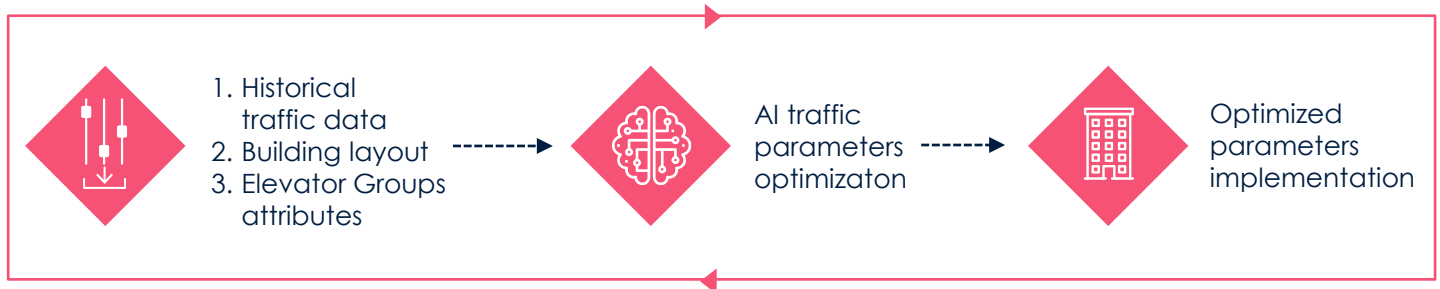 1. Historical
traffic data
2. Building layout
3. Elevator Groups
attributes
AI traffic
parameters
optimizaton
Optimized
parameters
implementation